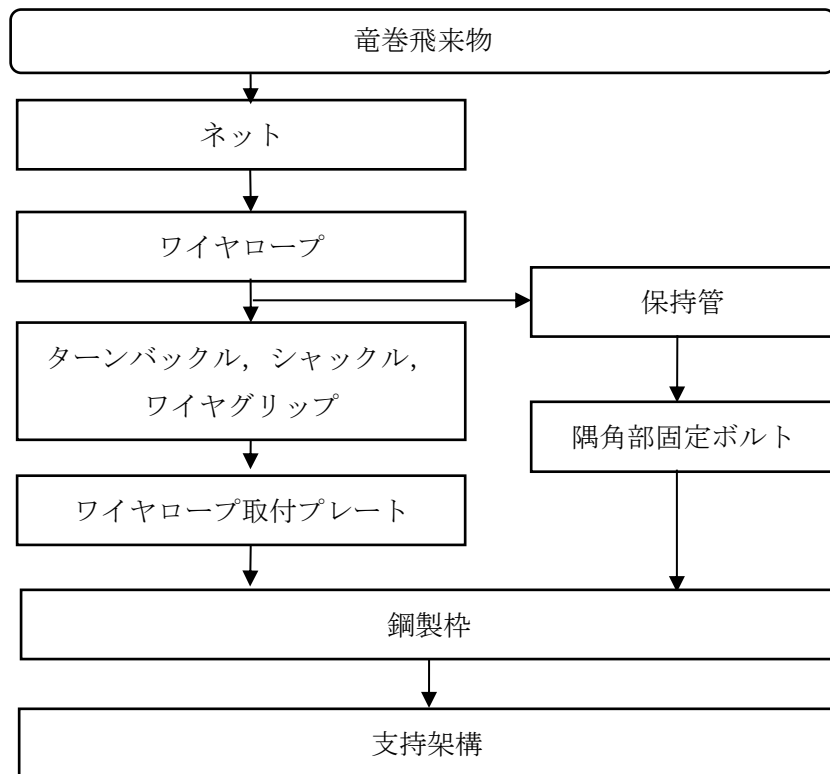 竜巻飛来物
ネット
ワイヤロープ
保持管
ターンバックル，シャックル，
ワイヤグリップ
隅角部固定ボルト
ワイヤロープ取付プレート
鋼製枠
支持架構